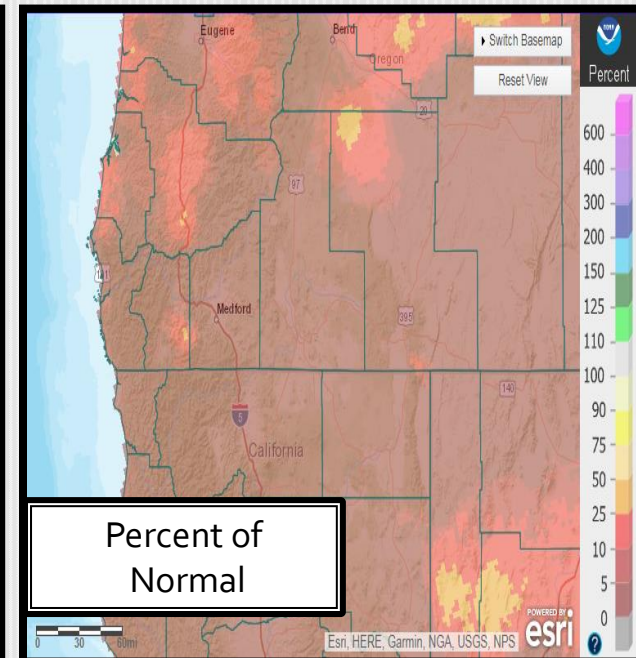 Eugene
Bend
Oregon
Switch Basemap
Reset View
NOAA
Percent
20
97
101
Medford
395
140
5
California
600
400
300
200
150
125
110
100
90
75
50
25
10
5
0
Percent of
Normal
0 30 60mi
Esri, HERE, Garmin, NGA, USGS, NPS
POWERED BY
esri
?